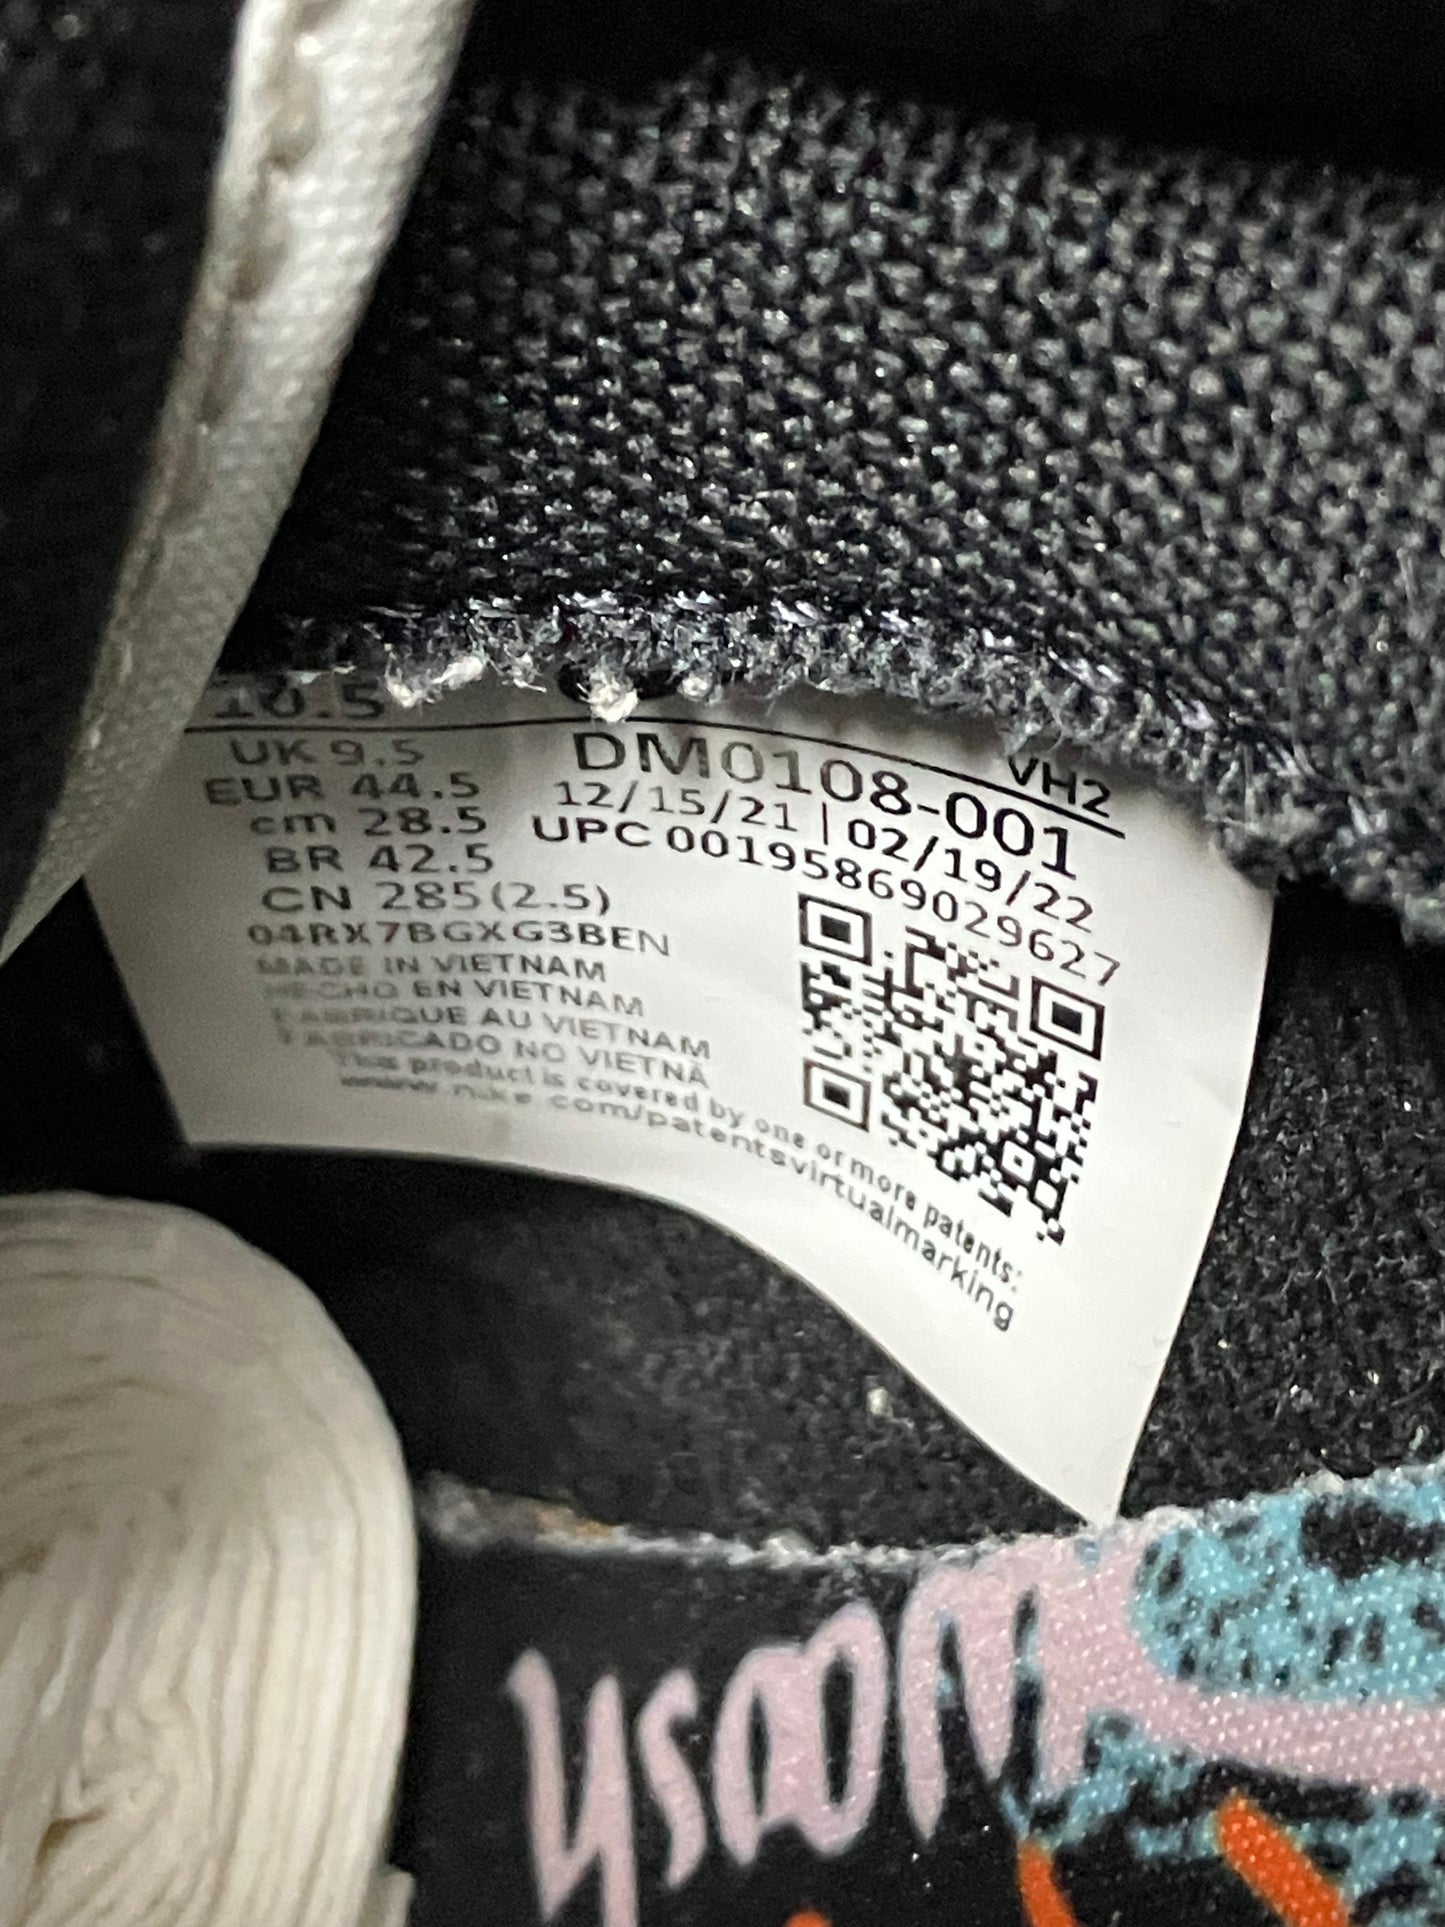 10.5
VH2
UK 9.5
EUR 44.5
cm 28.5
BR 42.5
CN 285(2.5)
DM0108-001
12/15/21 | 02/19/22
UPC 00195869029627
04RX7BGXG3BEN
MADE IN VIETNAM
HECHO EN VIETNAM
FABRIQUE AU VIETNAM
FABRICADO NO VIETNÃ
This product is covered by one or more patents:
www.nike.com/patentsvirtualmarking